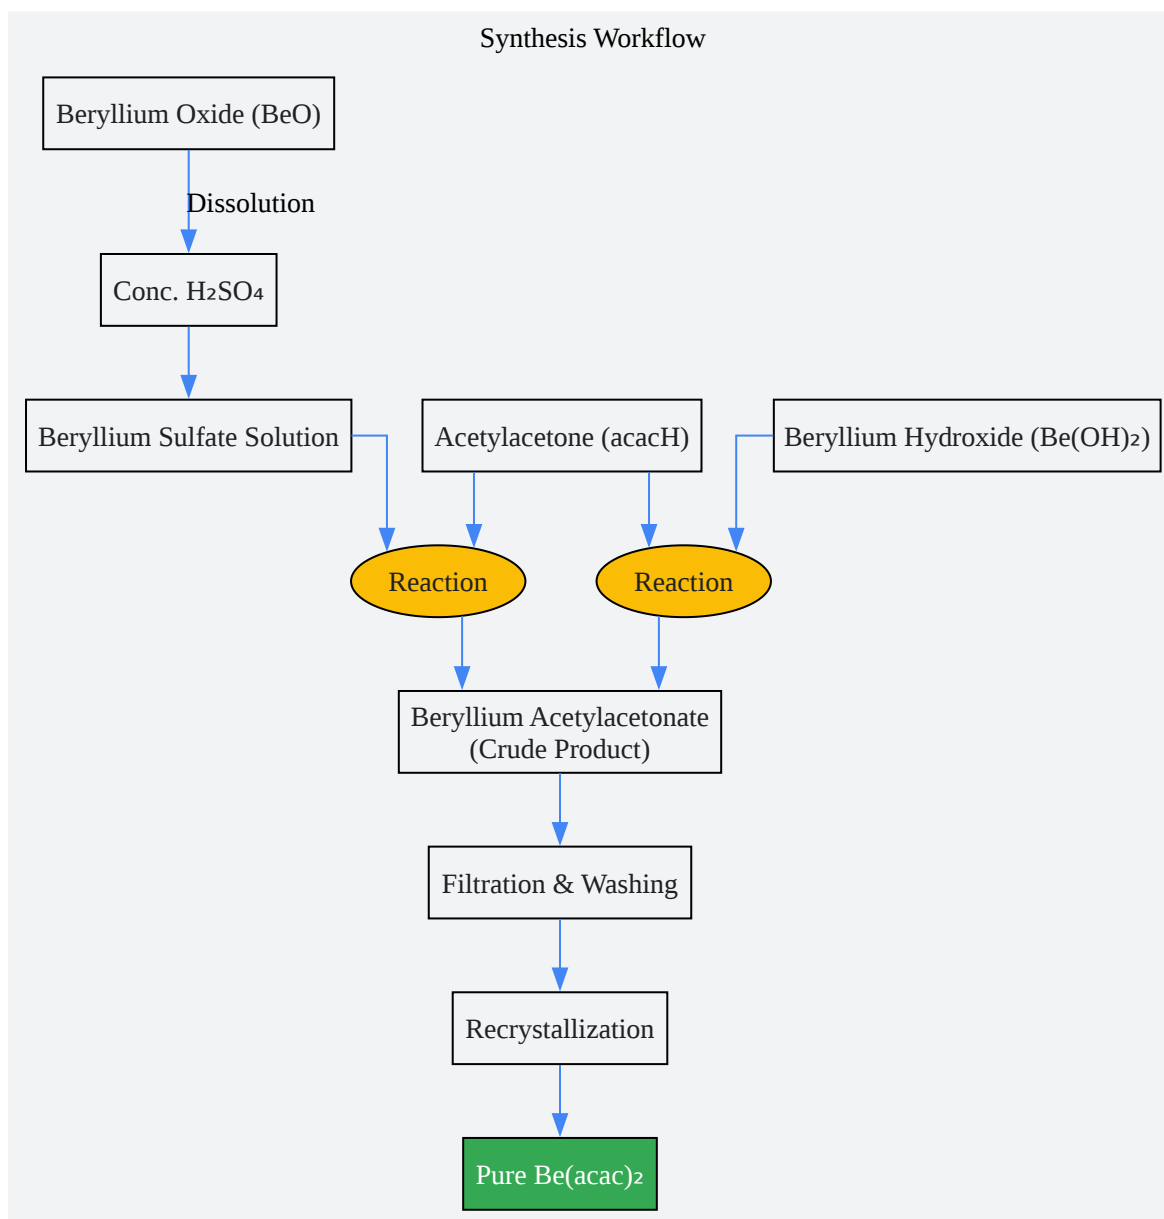 Synthesis Workflow
Beryllium Oxide (BeO)
Dissolution
Conc. H₂SO₄
Beryllium Sulfate Solution
Acetylacetone (acacH)
Beryllium Hydroxide (Be(OH)₂)
Reaction
Reaction
Beryllium Acetylacetonate
(Crude Product)
Filtration & Washing
Recrystallization
Pure Be(acac)₂